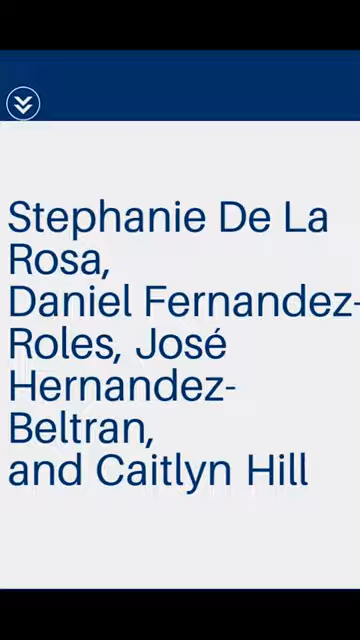 Stephanie De La
Rosa,
Daniel Fernandez-
Roles, José
Hernandez-
Beltran,
and Caitlyn Hill